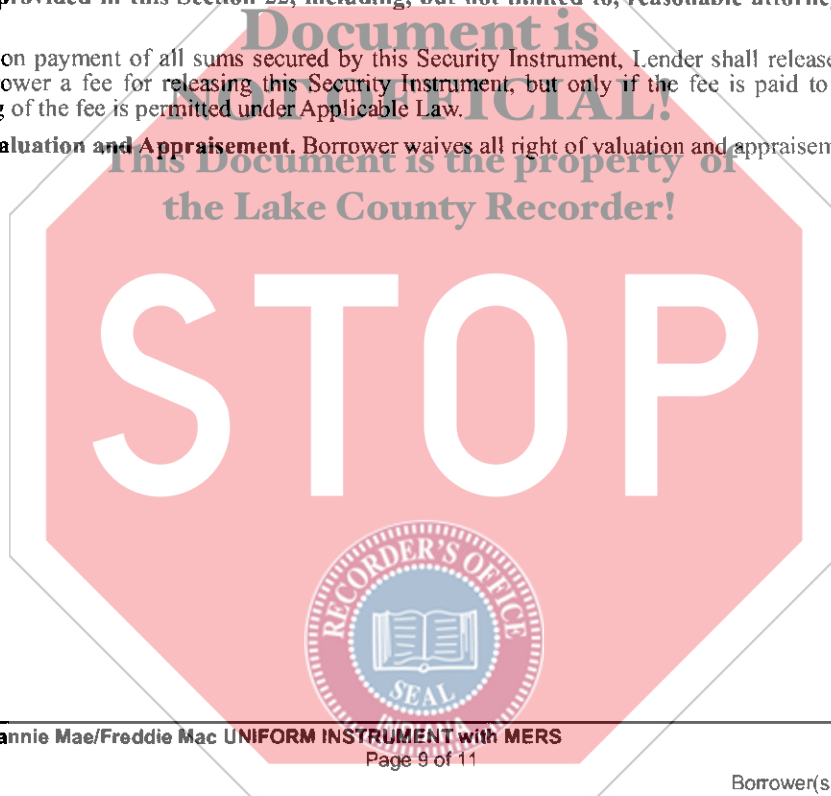 provided in this Section 22, including, but not limited to, reasonable attorne
Document is
on payment of all sums secured by this Security Instrument, Lender shall release
ower a fee for releasing this Security Instrument, but only if the fee is paid to
NOT OFFICIAL!
g of the fee is permitted under Applicable Law.
aluation and Appraisement. Borrower waives all right of valuation and appraisem
This Document is the property of
the Lake County Recorder!
STOP
RECORDER'S OFFICE
SEAL
INDIANA
annie Mae/Freddie Mac UNIFORM INSTRUMENT with MERS
Page 9 of 11
Borrower(s